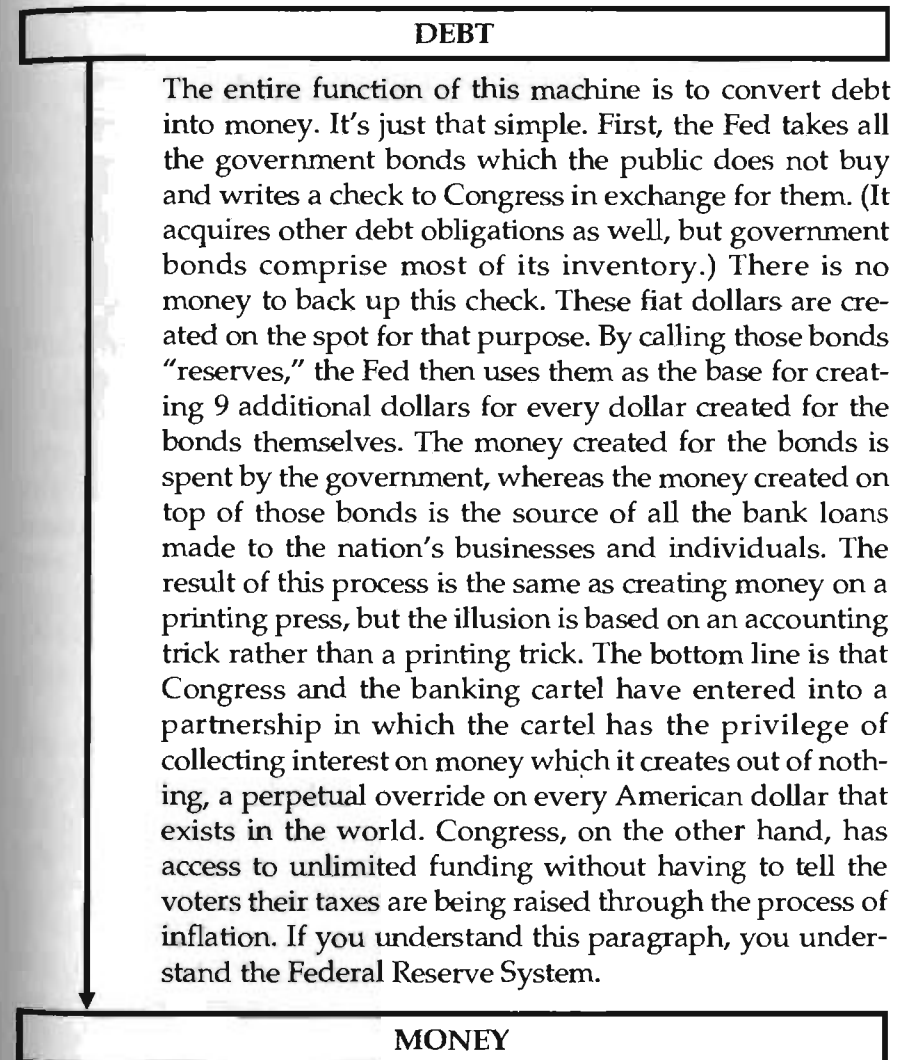 DEBT
The entire function of this machine is to convert debt
into money. It's just that simple. First, the Fed takes all
the government bonds which the public does not buy
and writes a check to Congress in exchange for them. (It
acquires other debt obligations as well, but government
bonds comprise most of its inventory.) There is no
money to back up this check. These fiat dollars are cre-
ated on the spot for that purpose. By calling those bonds
"reserves," the Fed then uses them as the base for creat-
ing 9 additional dollars for every dollar created for the
bonds themselves. The money created for the bonds is
spent by the government, whereas the money created on
top of those bonds is the source of all the bank loans
made to the nation's businesses and individuals. The
result of this process is the same as creating money on a
printing press, but the illusion is based on an accounting
trick rather than a printing trick. The bottom line is that
Congress and the banking cartel have entered into a
partnership in which the cartel has the privilege of
collecting interest on money which it creates out of noth-
ing, a perpetual override on every American dollar that
exists in the world. Congress, on the other hand, has
access to unlimited funding without having to tell the
voters their taxes are being raised through the process of
inflation. If you understand this paragraph, you under-
stand the Federal Reserve System.
MONEY